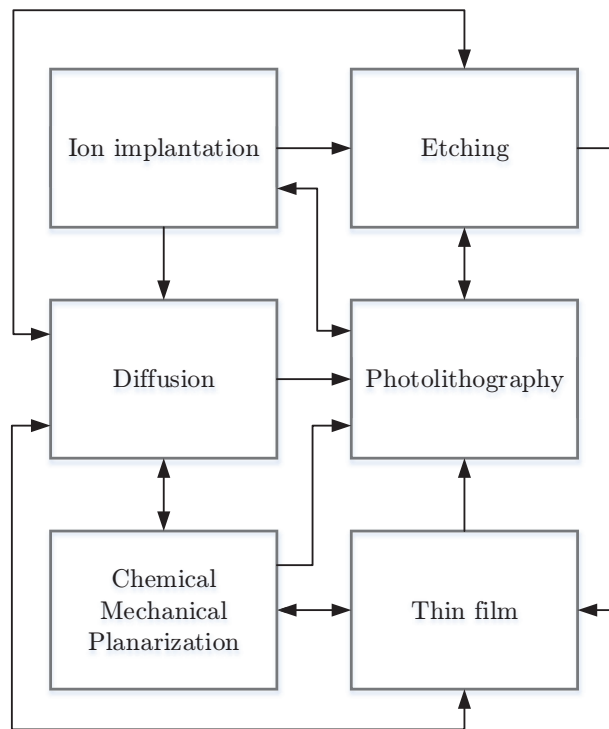 Ion implantation
Etching
Diffusion
Photolithography
Chemical
Mechanical
Planarization
Thin film